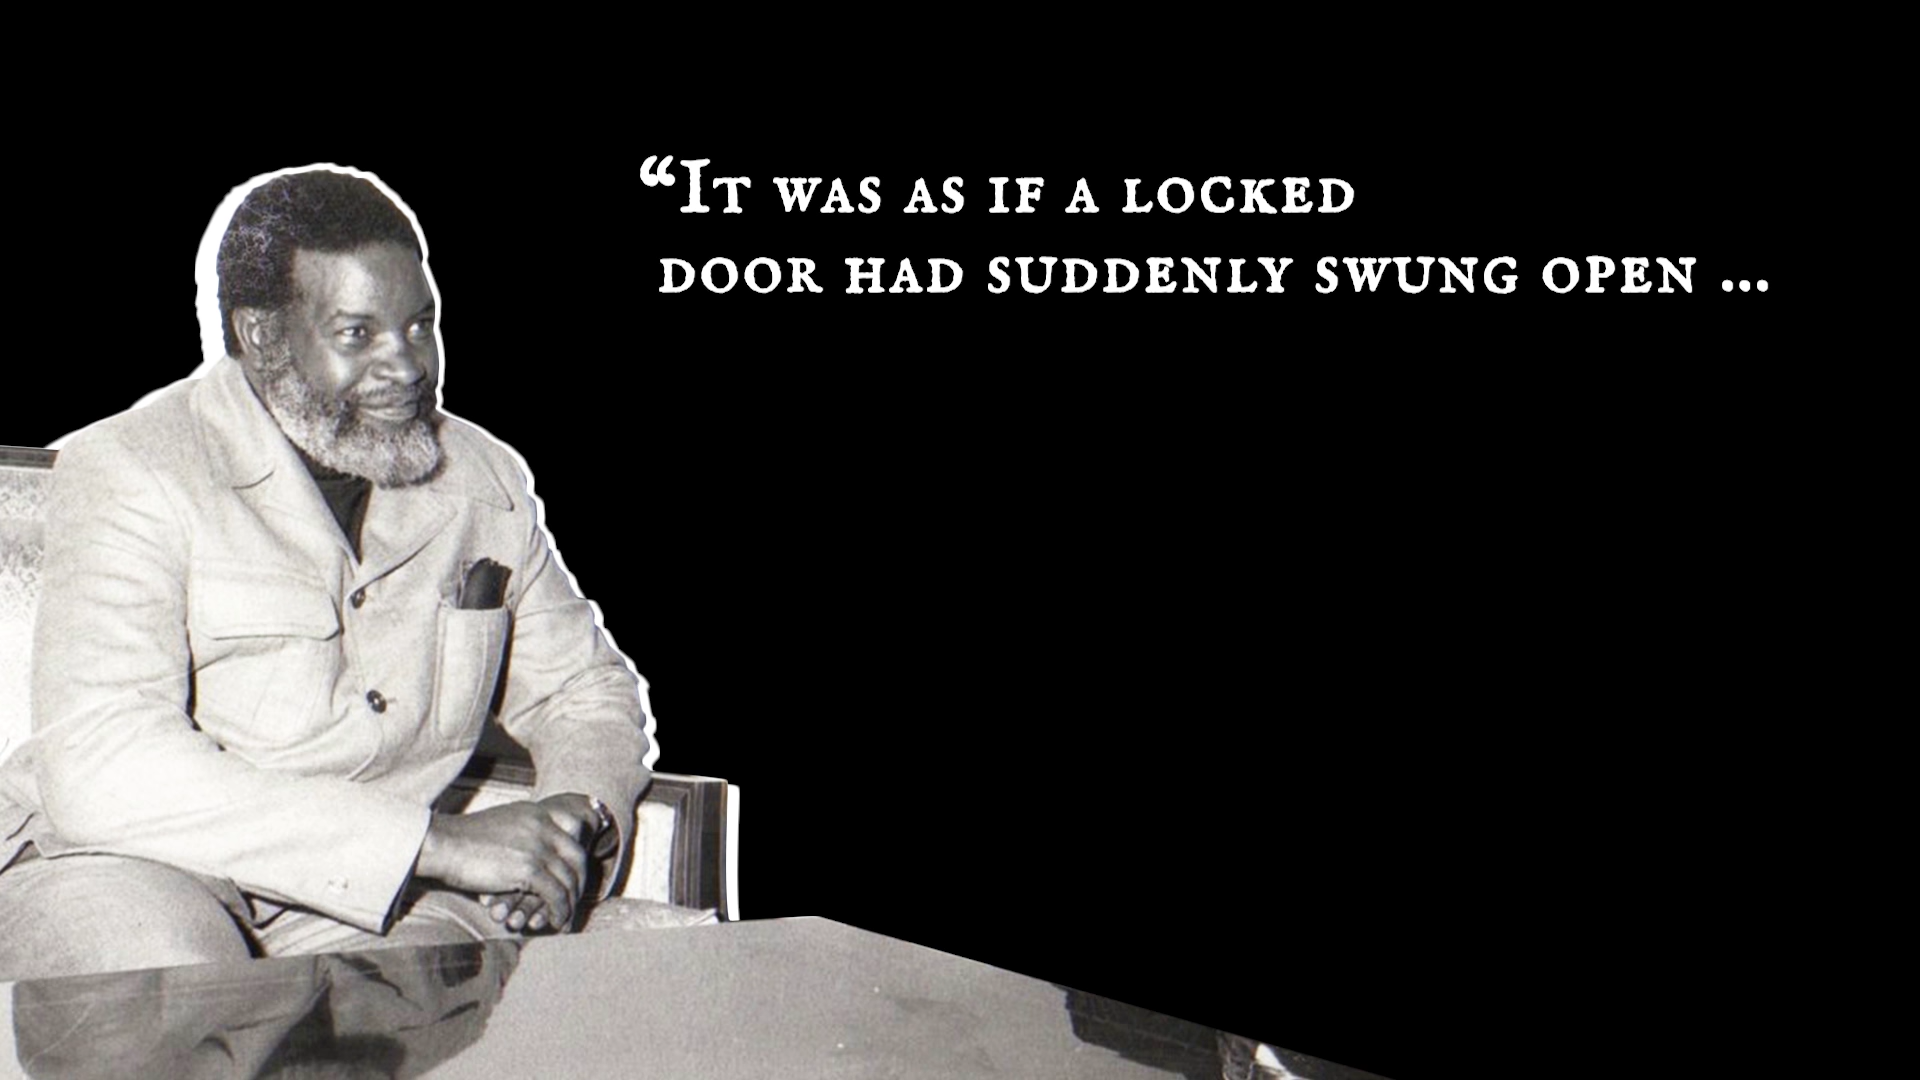 “It was as if a locked
door had suddenly swung open ...